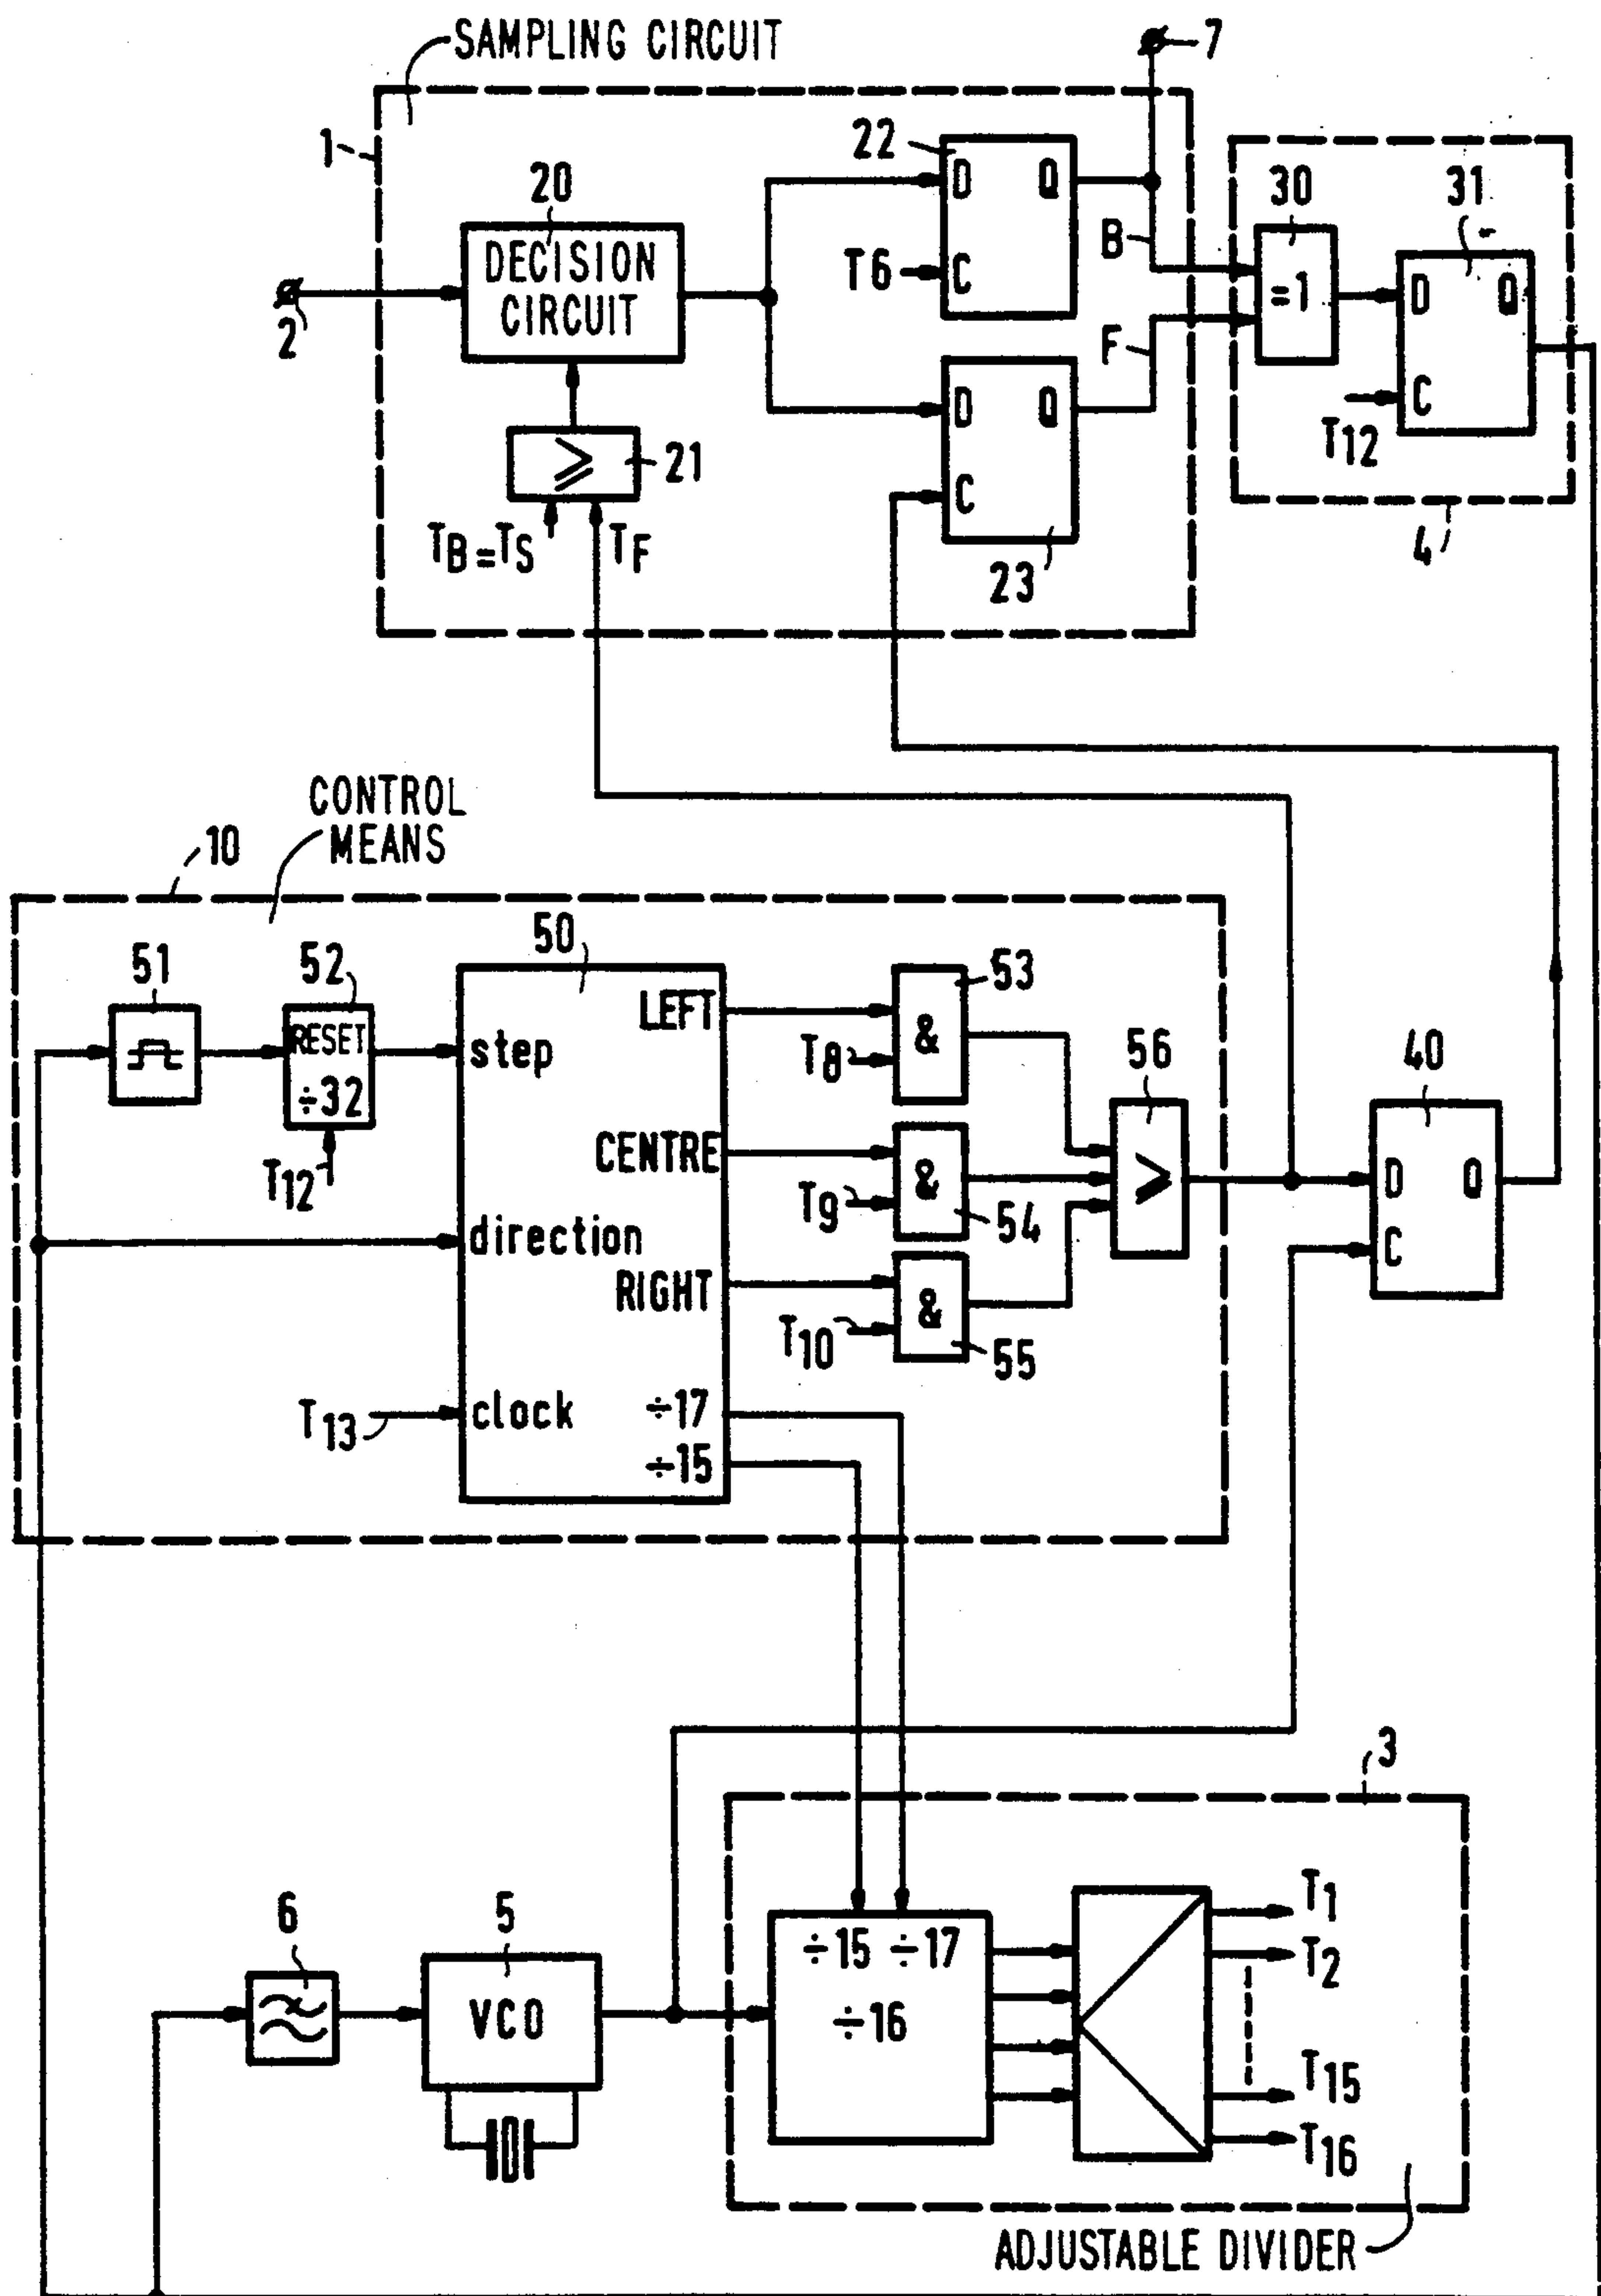 SAMPLING CIRCUIT
7
1
22
20
D Q
30
31
DECISION
CIRCUIT
B
T6
C
=1
D Q
2
F
D Q
C
T12
≥
21
C
TB=TS
TF
23
4
CONTROL
MEANS
10
51
52
50
53
RESET
÷32
step
LEFT
&
T8
56
40
T12
CENTRE
&
T9
54
≥
D Q
direction
C
RIGHT
&
T10
55
T13
clock
÷17
÷15
3
6
5
÷15 ÷17
T1
T2
VCO
÷16
T15
T16
ADJUSTABLE DIVIDER